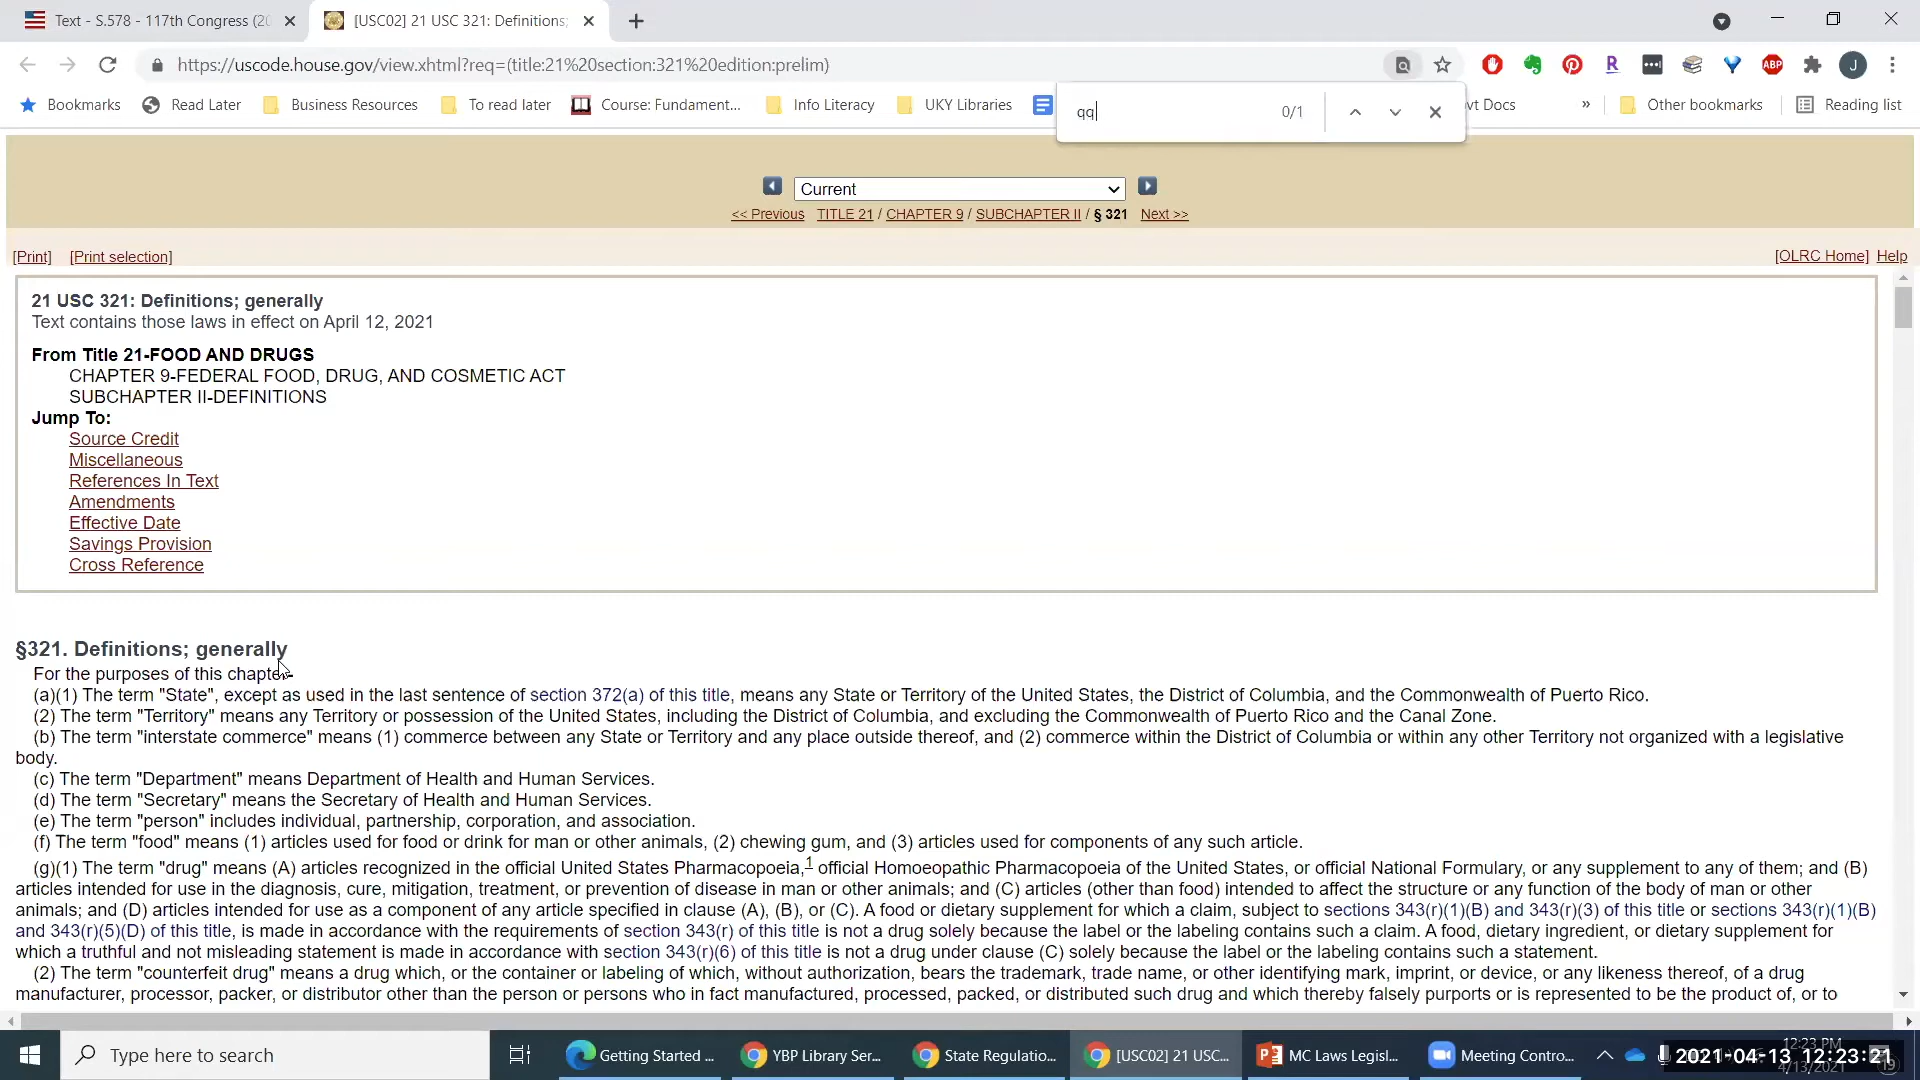 Text - S.578 - 117th Congress (20
[USC02] 21 USC 321: Definitions;
https://uscode.house.gov/view.xhtml?req=(title:21%20section:321%20edition:prelim)
ABP
J
Bookmarks
Read Later
Business Resources
To read later
Course: Fundament...
Info Literacy
UKY Libraries
vt Docs
»
Other bookmarks
Reading list
qq
0/1
Current
<< Previous TITLE 21 / CHAPTER 9 / SUBCHAPTER II / § 321 Next >>
[Print] [Print selection]
[OLRC Home] Help
21 USC 321: Definitions; generally
Text contains those laws in effect on April 12, 2021
From Title 21-FOOD AND DRUGS
CHAPTER 9-FEDERAL FOOD, DRUG, AND COSMETIC ACT
SUBCHAPTER II-DEFINITIONS
Jump To:
Source Credit
Miscellaneous
References In Text
Amendments
Effective Date
Savings Provision
Cross Reference
§321. Definitions; generally
For the purposes of this chapter-
(a)(1) The term "State", except as used in the last sentence of section 372(a) of this title, means any State or Territory of the United States, the District of Columbia, and the Commonwealth of Puerto Rico.
(2) The term "Territory" means any Territory or possession of the United States, including the District of Columbia, and excluding the Commonwealth of Puerto Rico and the Canal Zone.
(b) The term "interstate commerce" means (1) commerce between any State or Territory and any place outside thereof, and (2) commerce within the District of Columbia or within any other Territory not organized with a legislative
body.
(c) The term "Department" means Department of Health and Human Services.
(d) The term "Secretary" means the Secretary of Health and Human Services.
(e) The term "person" includes individual, partnership, corporation, and association.
(f) The term "food" means (1) articles used for food or drink for man or other animals, (2) chewing gum, and (3) articles used for components of any such article.
(g)(1) The term "drug" means (A) articles recognized in the official United States Pharmacopoeia,1 official Homoeopathic Pharmacopoeia of the United States, or official National Formulary, or any supplement to any of them; and (B)
articles intended for use in the diagnosis, cure, mitigation, treatment, or prevention of disease in man or other animals; and (C) articles (other than food) intended to affect the structure or any function of the body of man or other
animals; and (D) articles intended for use as a component of any article specified in clause (A), (B), or (C). A food or dietary supplement for which a claim, subject to sections 343(r)(1)(B) and 343(r)(3) of this title or sections 343(r)(1)(B)
and 343(r)(5)(D) of this title, is made in accordance with the requirements of section 343(r) of this title is not a drug solely because the label or the labeling contains such a claim. A food, dietary ingredient, or dietary supplement for
which a truthful and not misleading statement is made in accordance with section 343(r)(6) of this title is not a drug under clause (C) solely because the label or the labeling contains such a statement.
(2) The term "counterfeit drug" means a drug which, or the container or labeling of which, without authorization, bears the trademark, trade name, or other identifying mark, imprint, or device, or any likeness thereof, of a drug
manufacturer, processor, packer, or distributor other than the person or persons who in fact manufactured, processed, packed, or distributed such drug and which thereby falsely purports or is represented to be the product of, or to
Type here to search
Getting Started ...
YBP Library Ser...
State Regulatio...
[USC02] 21 USC...
MC Laws Legisl...
Meeting Contro...
12:23 PM
2021-04-13 12:23:21
4/13/2021
19